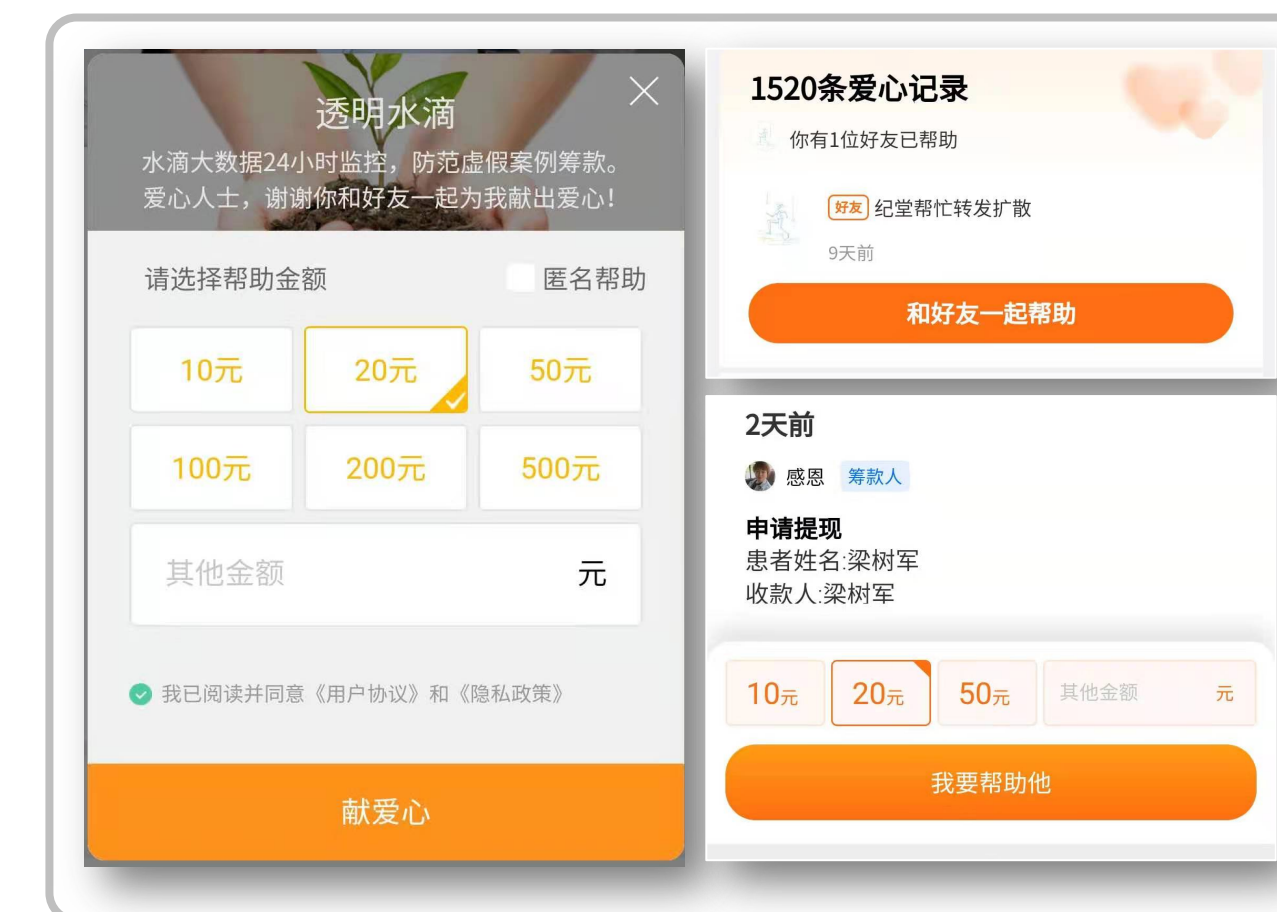 透明水滴
水滴大数据24小时监控，防范虚假案例筹款。
爱心人士，谢谢你和好友一起为我献出爱心！
请选择帮助金额
匿名帮助
10元
20元
50元
100元
200元
500元
其他金额
元
我已阅读并同意《用户协议》和《隐私政策》
献爱心
1520条爱心记录
你有1位好友已帮助
好友 纪堂帮忙转发扩散
9天前
和好友一起帮助
2天前
感恩 筹款人
申请提现
患者姓名:梁树军
收款人:梁树军
10元
20元
50元
其他金额 元
我要帮助他